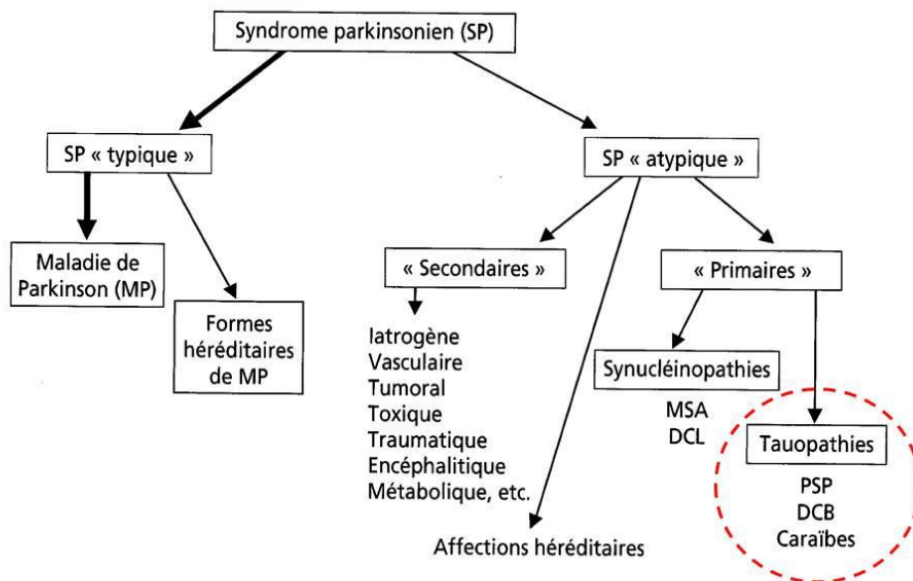 Syndrome parkinsonien (SP)
SP « typique »
SP « atypique »
Maladie de
Parkinson (MP)
Formes
héréditaires
de MP
« Secondaires »
« Primaires »
Iatrogène
Vasculaire
Tumoral
Toxique
Traumatique
Encéphalitique
Métabolique, etc.
Synucléinopathies
MSA
DCL
Tauopathies
PSP
DCB
Caraïbes
Affections héréditaires